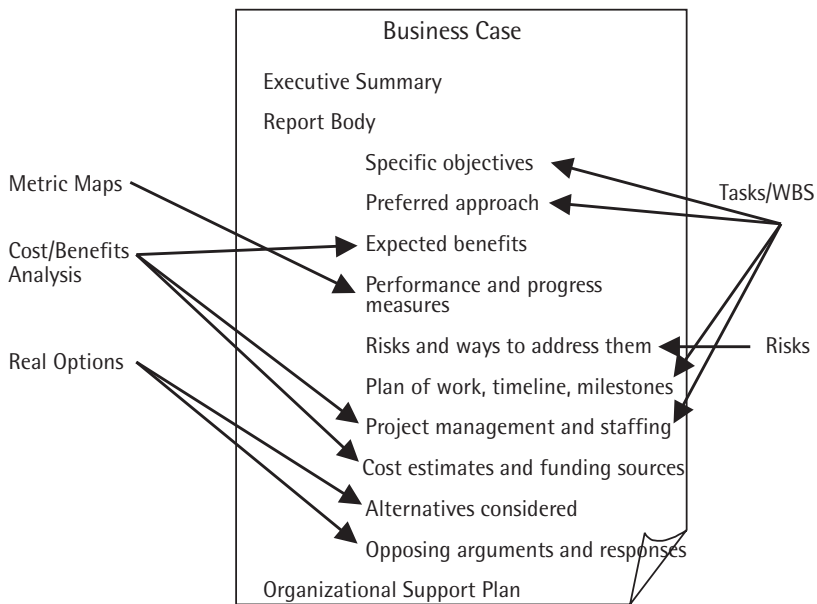 Business Case
Executive Summary
Report Body
Specific objectives
Metric Maps
Tasks/WBS
Preferred approach
Cost/Benefits
Analysis
Expected benefits
Performance and progress
measures
Risks and ways to address them
Risks
Real Options
Plan of work, timeline, milestones
Project management and staffing
Cost estimates and funding sources
Alternatives considered
Opposing arguments and responses
Organizational Support Plan